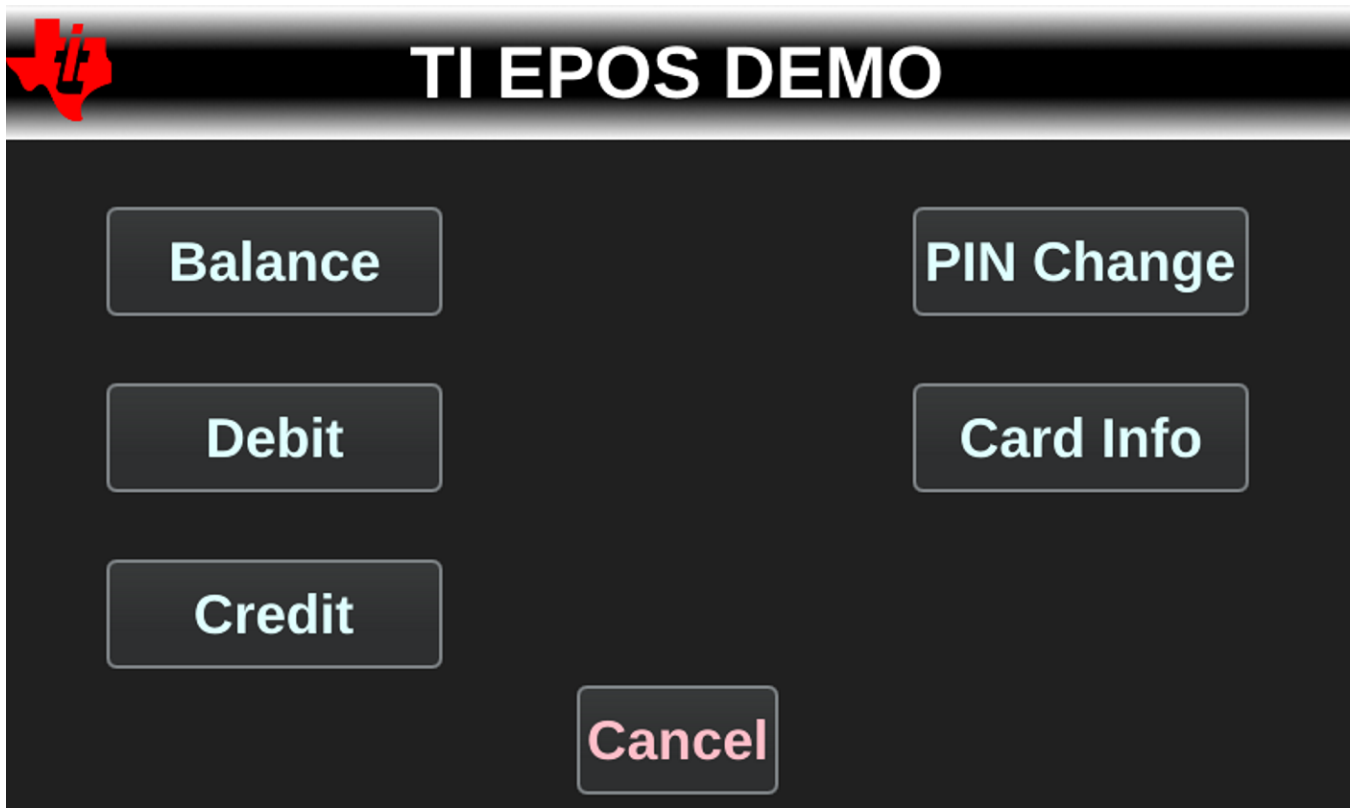 TI EPOS DEMO
Balance
PIN Change
Debit
Card Info
Credit
Cancel